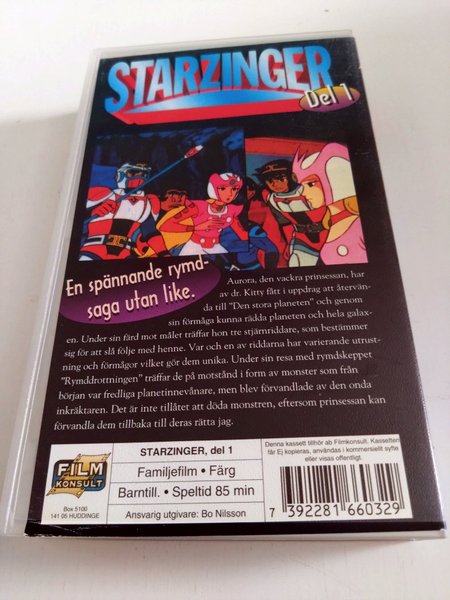 STARZINGER
Del 1
En spännande rymd-
saga utan like.
Aurora, den vackra prinsessan, har
av dr. Kitty fått i uppdrag att återvän-
da till "Den stora planeten" och genom
sin förmåga kunna rädda planeten och hela galax-
en. Under sin färd mot målet träffar hon tre stjärnriddare, som bestämmer
sig för att slå följe med henne. Var och en av riddarna har varierande utrust-
ning och förmågor vilket gör dem unika. Under sin resa med rymdskeppet
"Rymddrottningen" träffar de på motstånd i form av monster som från
början var fredliga planetinnevånare, men blev förvandlade av den onda
inkräktaren. Det är inte tillåtet att döda monstren, eftersom prinsessan kan
förvandla dem tillbaka till deras rätta jag.
FILM
KONSULT
Box 5100
141 05 HUDDINGE
STARZINGER, del 1
Familjefilm • Färg
Barntill. • Speltid 85 min
Ansvarig utgivare: Bo Nilsson
Denna kassett tillhör ab Filmkonsult. Kassetten
får Ej kopieras, användas i kommersiellt syfte
eller visas offentligt.
7 392281 660329